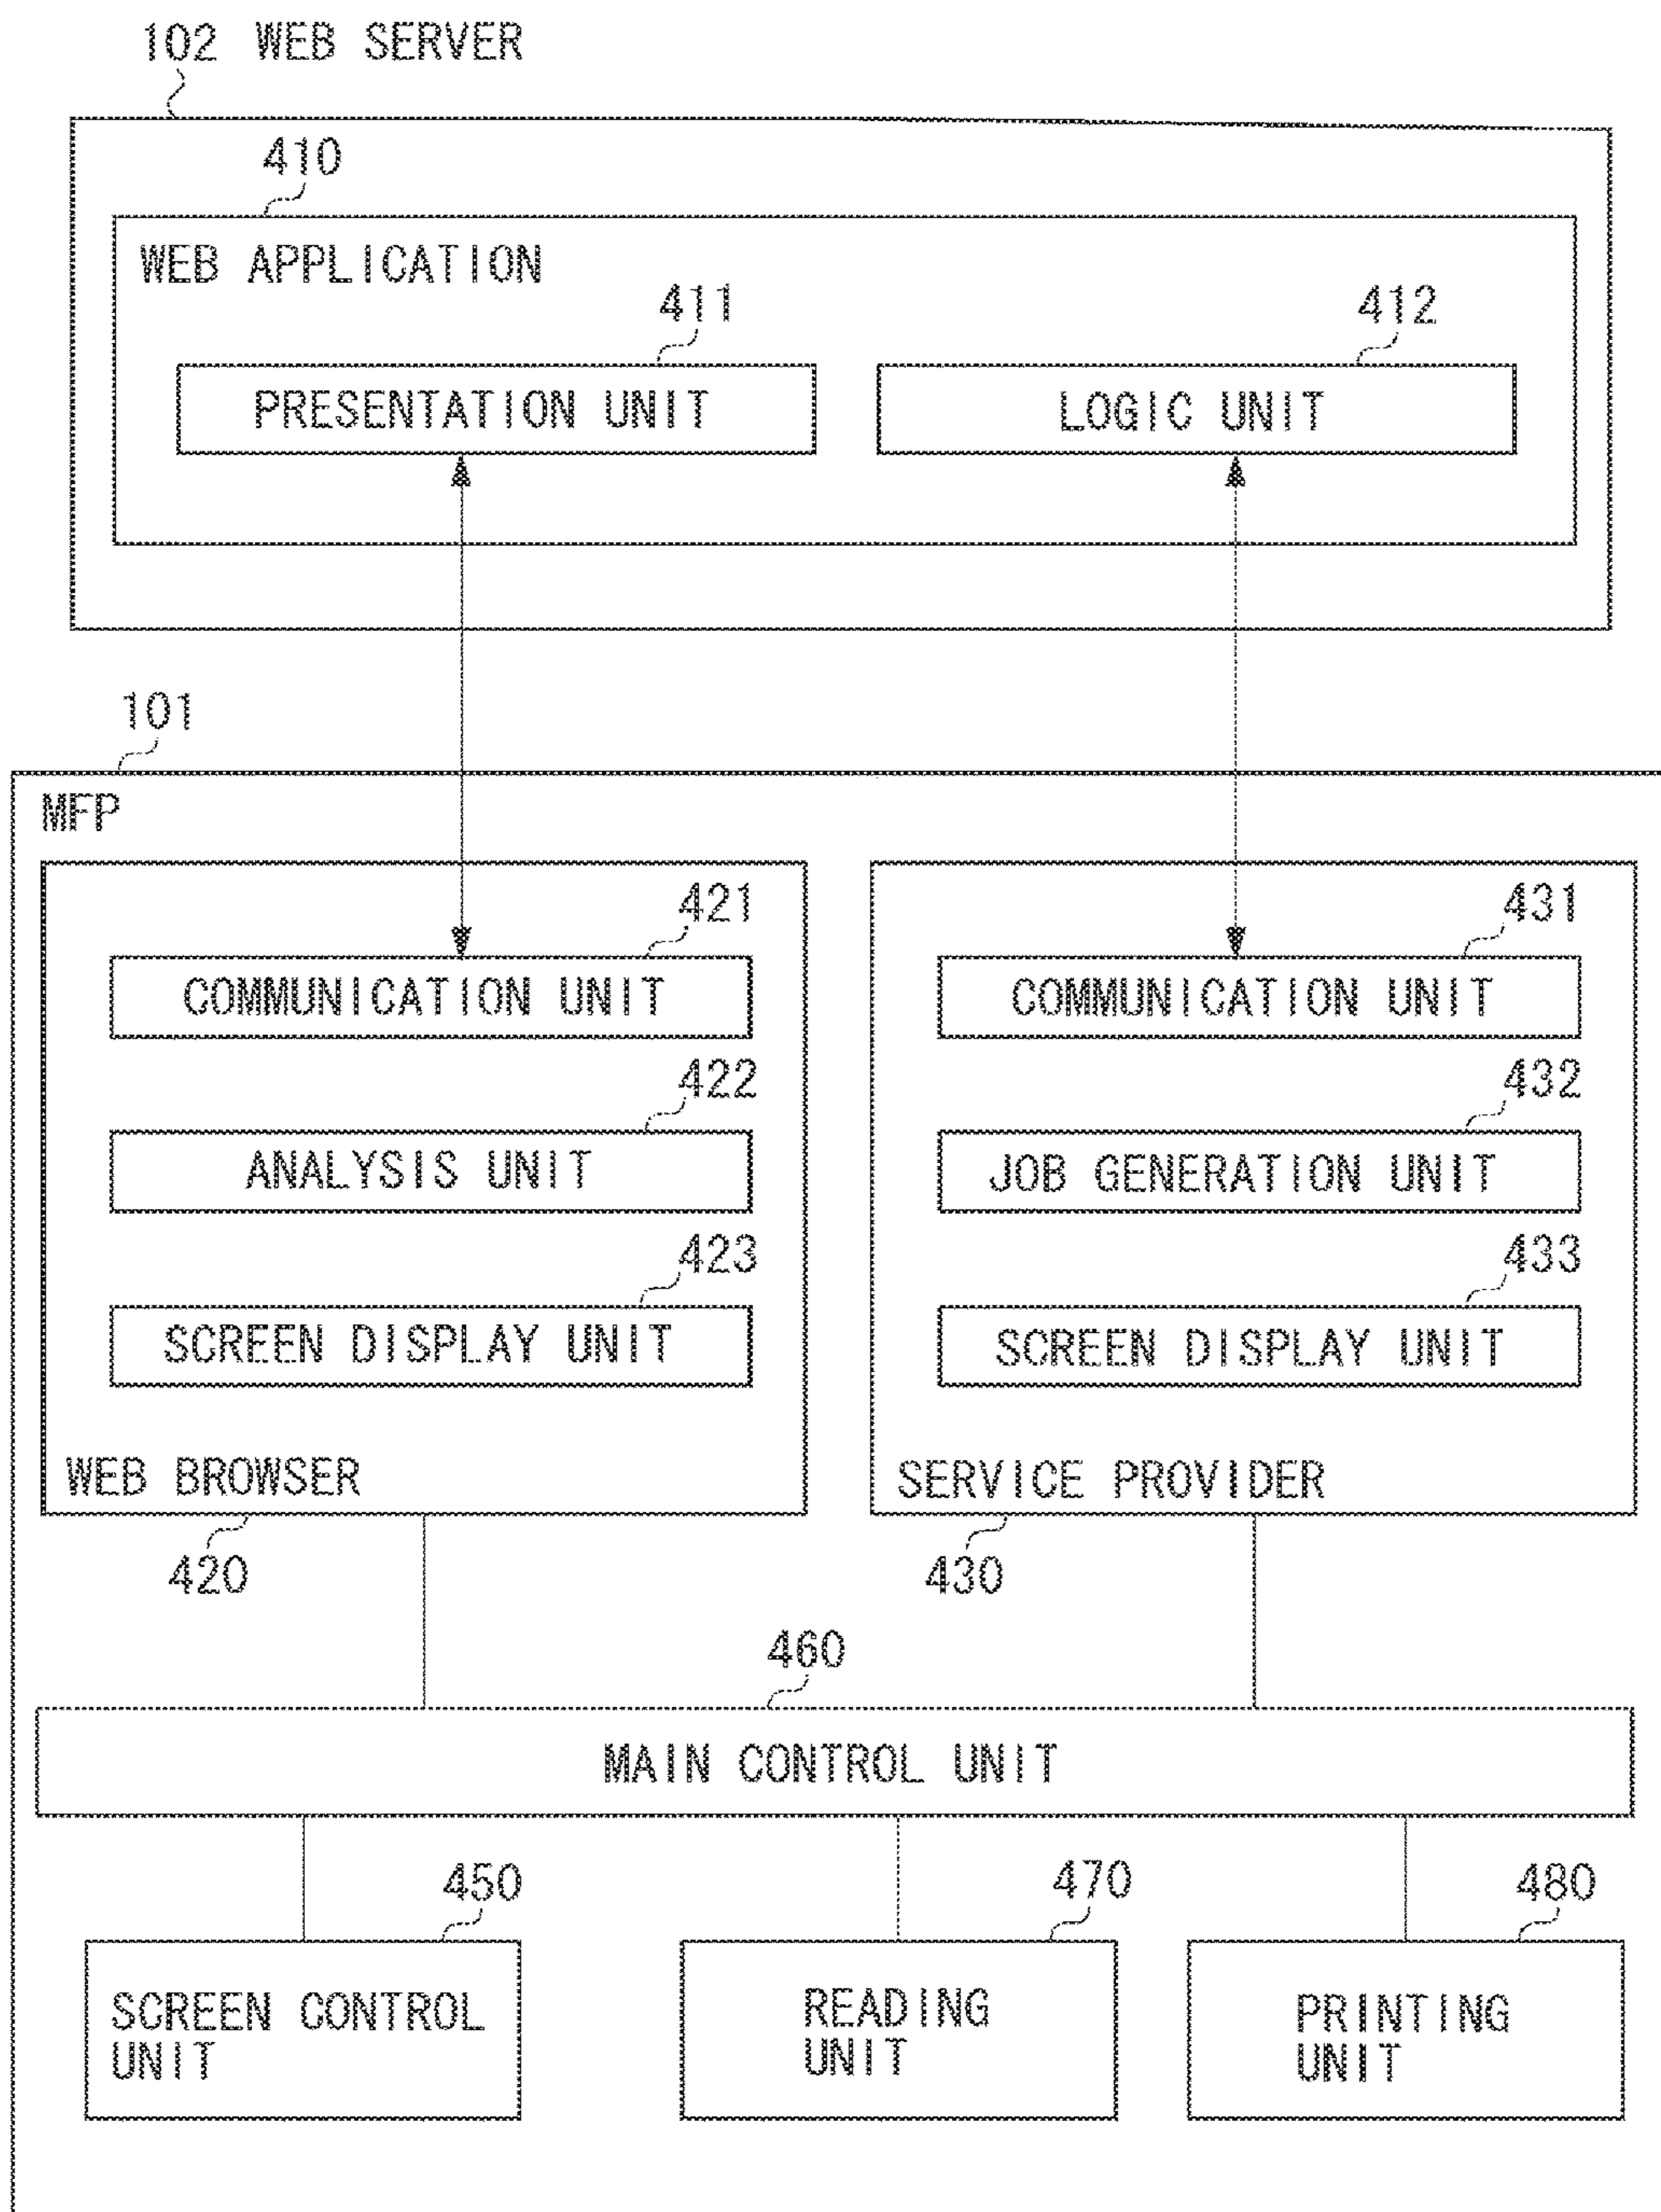 102 WEB SERVER
410
WEB APPLICATION
411
412
PRESENTATION UNIT
LOGIC UNIT
101
MFP
421
431
COMMUNICATION UNIT
COMMUNICATION UNIT
422
432
ANALYSIS UNIT
JOB GENERATION UNIT
423
433
SCREEN DISPLAY UNIT
SCREEN DISPLAY UNIT
WEB BROWSER
SERVICE PROVIDER
420
430
460
MAIN CONTROL UNIT
450
470
480
SCREEN CONTROL
UNIT
READING
UNIT
PRINTING
UNIT